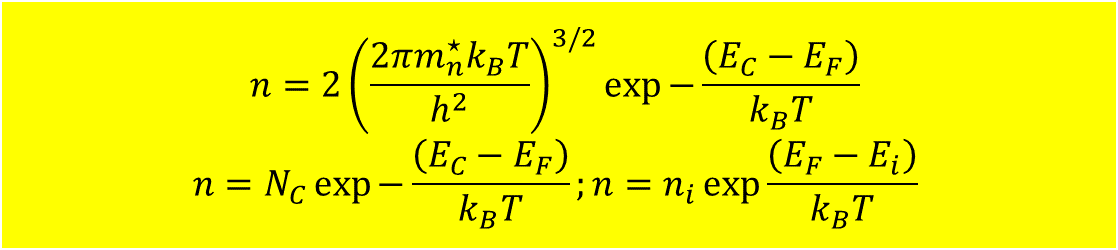 n = 2 (2πm_n^⋆ k_B T / h^2)^{3/2} exp − (E_C − E_F) / k_B T
n = N_C exp − (E_C − E_F) / k_B T ; n = n_i exp (E_F − E_i) / k_B T